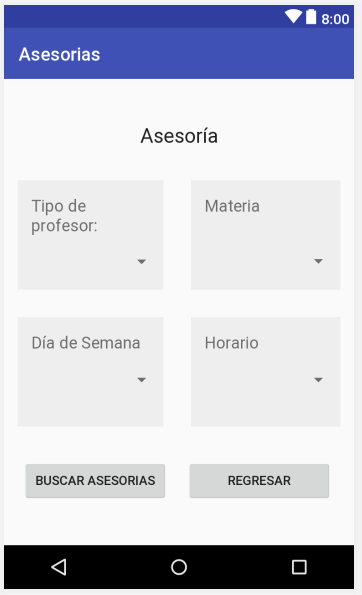 8:00
Asesorias
Asesoría
Tipo de
profesor:
Materia
Día de Semana
Horario
BUSCAR ASESORIAS
REGRESAR